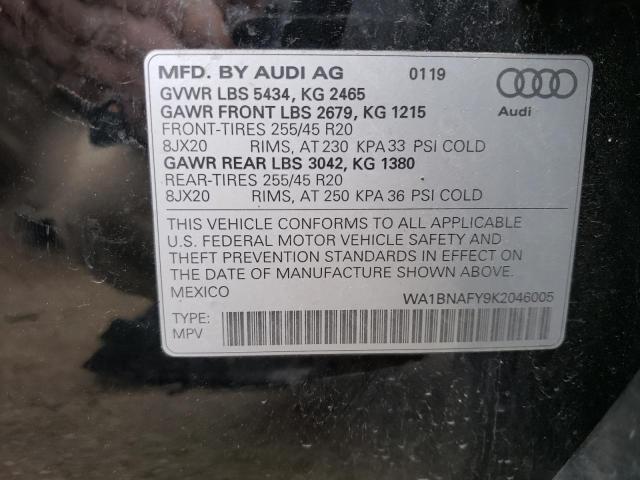 MFD. BY AUDI AG 0119
GVWR LBS 5434, KG 2465
GAWR FRONT LBS 2679, KG 1215
Audi
FRONT-TIRES 255/45 R20
8JX20 RIMS, AT 230 KPA 33 PSI COLD
GAWR REAR LBS 3042, KG 1380
REAR-TIRES 255/45 R20
8JX20 RIMS, AT 250 KPA 36 PSI COLD
THIS VEHICLE CONFORMS TO ALL APPLICABLE
U.S. FEDERAL MOTOR VEHICLE SAFETY AND
THEFT PREVENTION STANDARDS IN EFFECT ON
THE DATE OF MANUFACTURE SHOWN ABOVE.
MEXICO WA1BNAFY9K2046005
TYPE:
MPV